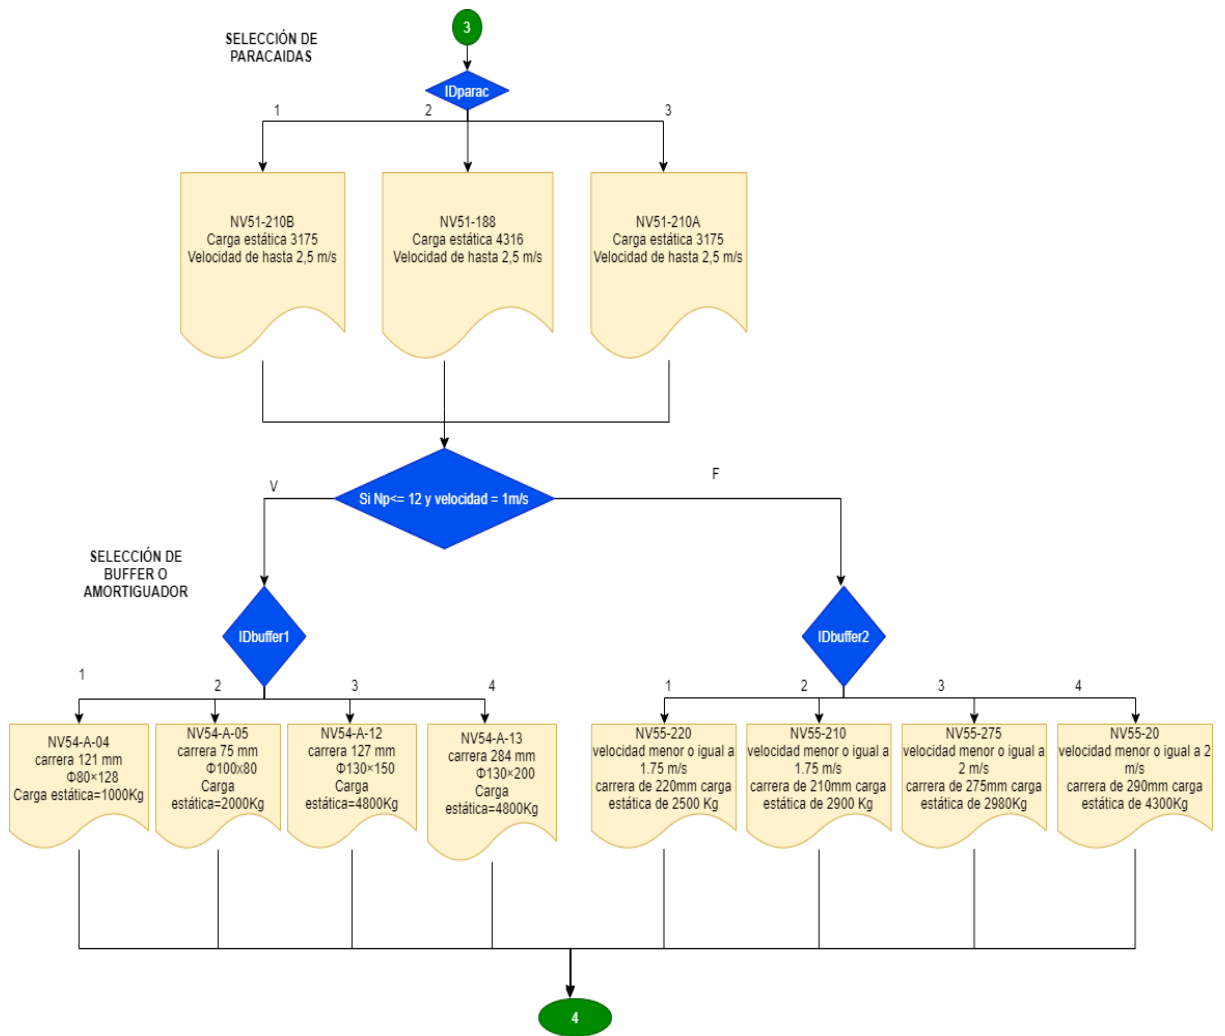 3
SELECCIÓN DE
PARACAIDAS
IDparac
1
2
3
NV51-210B
Carga estática 3175
Velocidad de hasta 2,5 m/s
NV51-188
Carga estática 4316
Velocidad de hasta 2,5 m/s
NV51-210A
Carga estática 3175
Velocidad de hasta 2,5 m/s
Si Np<= 12 y velocidad = 1m/s
V
F
SELECCIÓN DE
BUFFER O
AMORTIGUADOR
IDbuffer1
IDbuffer2
1
2
3
4
1
2
3
4
NV54-A-04
carrera 121 mm
Φ80×128
Carga estática=1000Kg
NV54-A-05
carrera 75 mm
Φ100x80
Carga
estática=2000Kg
NV54-A-12
carrera 127 mm
Φ130×150
Carga
estática=4800Kg
NV54-A-13
carrera 284 mm
Φ130×200
Carga
estática=4800Kg
NV55-220
velocidad menor o igual a
1.75 m/s
carrera de 220mm carga
estática de 2500 Kg
NV55-210
velocidad menor o igual a
1.75 m/s
carrera de 210mm carga
estática de 2900 Kg
NV55-275
velocidad menor o igual a
2 m/s
carrera de 275mm carga
estática de 2980Kg
NV55-20
velocidad menor o igual a 2
m/s
carrera de 290mm carga
estática de 4300Kg
4